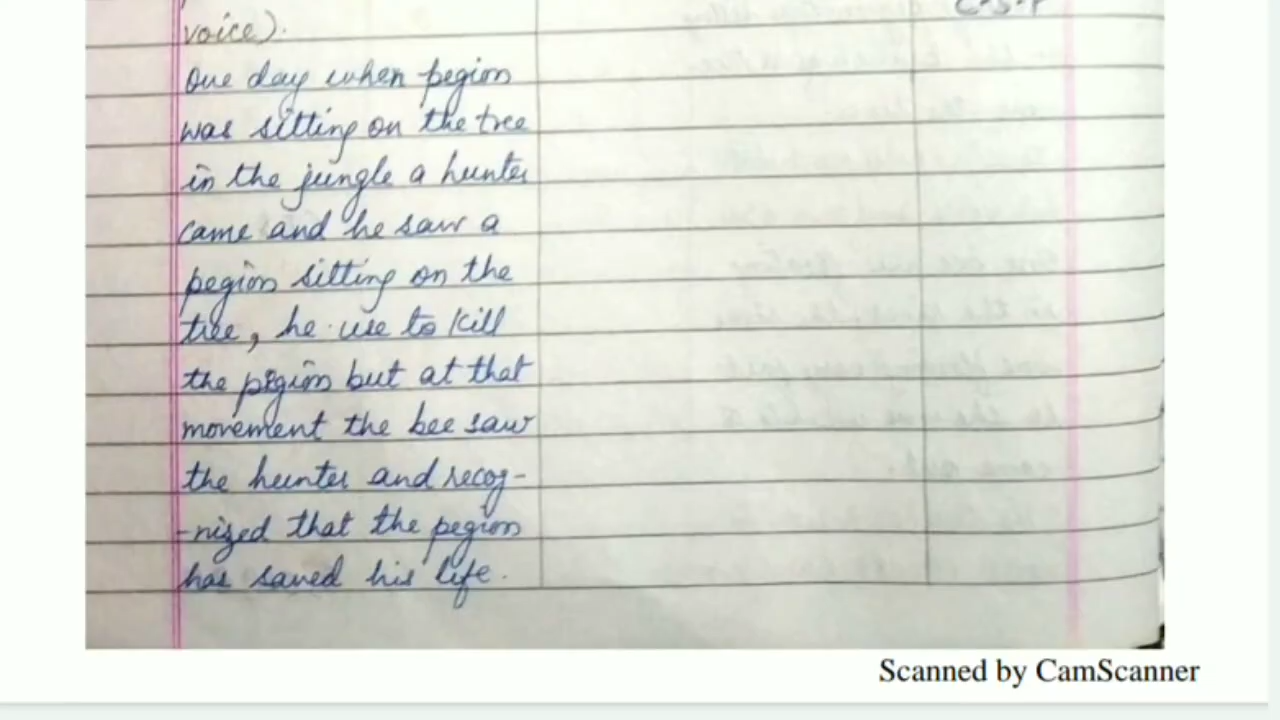 voice).
C-S-P
one day when pegion
was sitting on the tree
in the jungle a hunter
came and he saw a
pegion sitting on the
tree, he use to kill
the pigion but at that
movement the bee saw
the hunter and recog-
-nized that the pegion
has saved his life.
Scanned by CamScanner